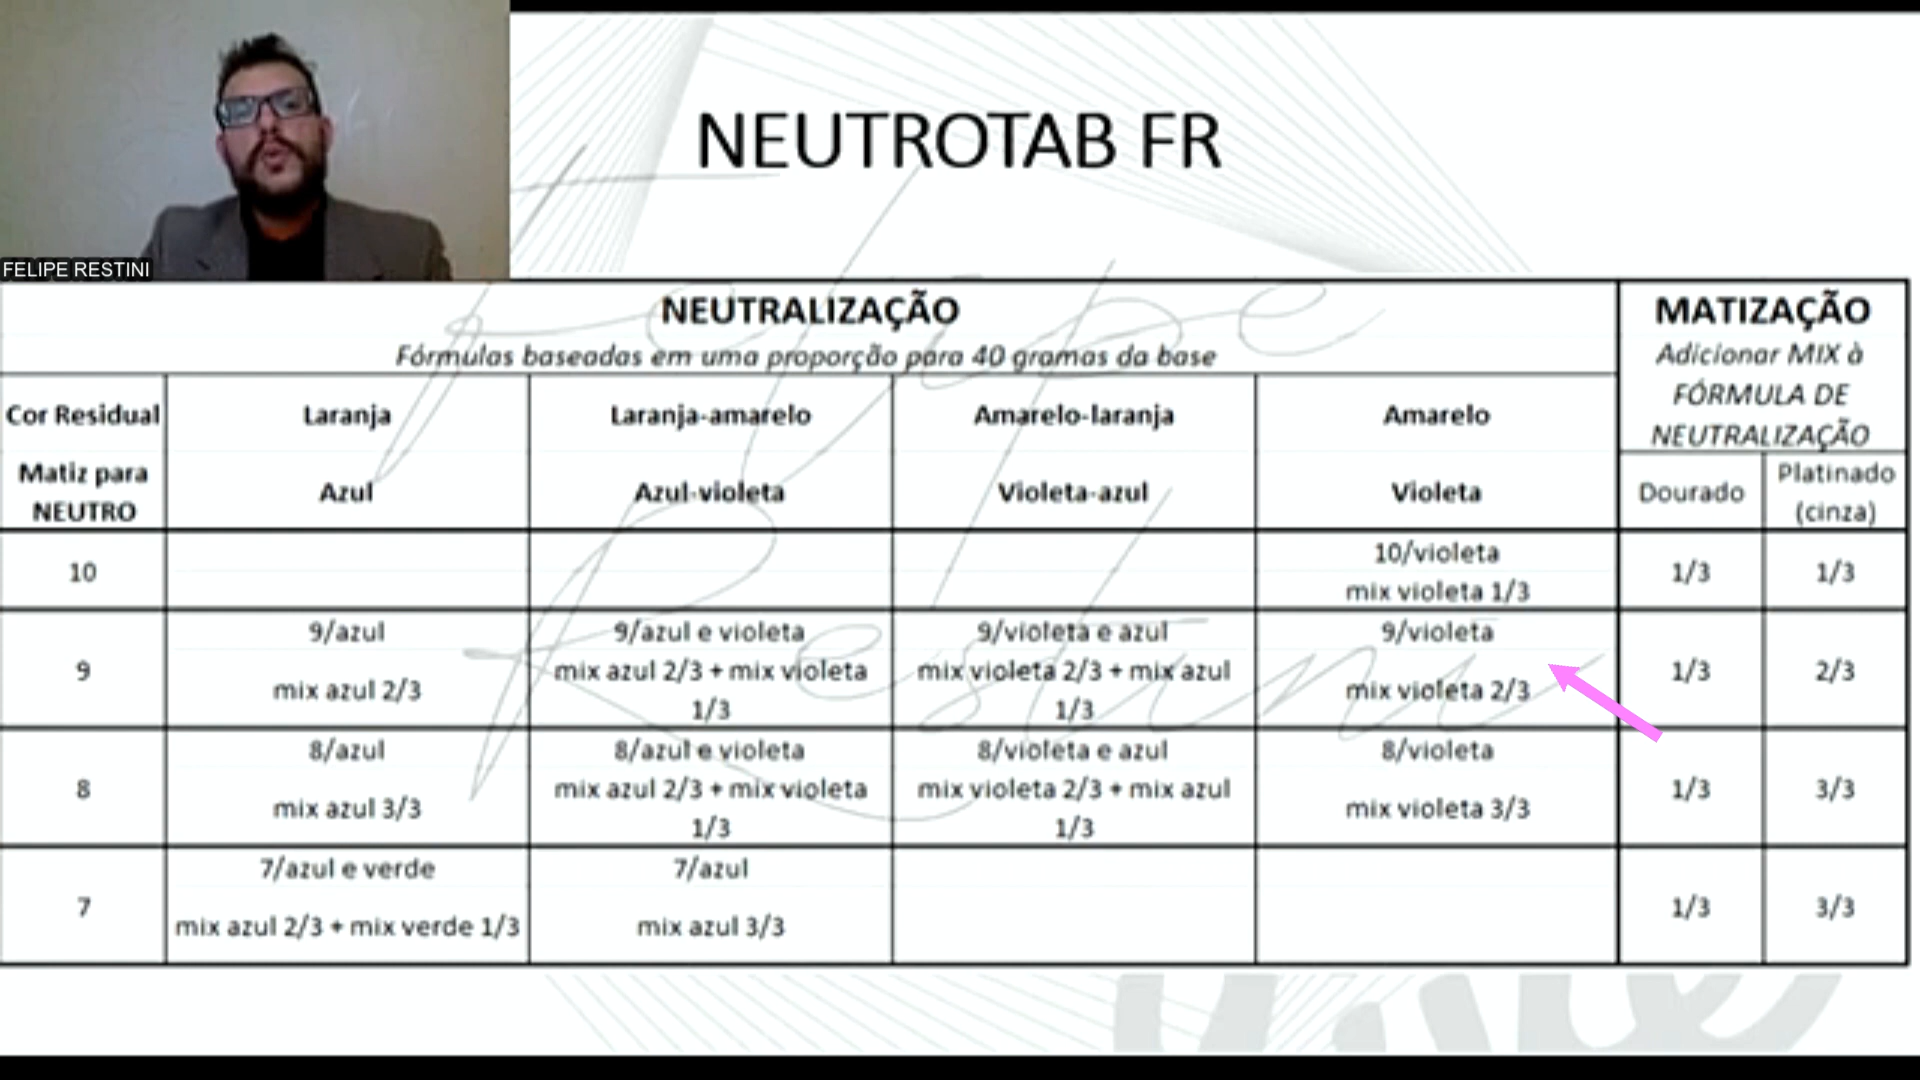 NEUTROTAB FR
FELIPE RESTINI
NEUTRALIZAÇÃO
Fórmulas baseadas em uma proporção para 40 gramas da base
MATIZAÇÃO
Adicionar MIX à
FÓRMULA DE
NEUTRALIZAÇÃO
Cor Residual
Laranja
Laranja-amarelo
Amarelo-laranja
Amarelo
Matiz para
NEUTRO
Azul
Azul-violeta
Violeta-azul
Violeta
Dourado
Platinado
(cinza)
10
10/violeta
mix violeta 1/3
1/3
1/3
9
9/azul
mix azul 2/3
9/azul e violeta
mix azul 2/3 + mix violeta
1/3
9/violeta e azul
mix violeta 2/3 + mix azul
1/3
9/violeta
mix violeta 2/3
1/3
2/3
8
8/azul
mix azul 3/3
8/azul e violeta
mix azul 2/3 + mix violeta
1/3
8/violeta e azul
mix violeta 2/3 + mix azul
1/3
8/violeta
mix violeta 3/3
1/3
3/3
7
7/azul e verde
mix azul 2/3 + mix verde 1/3
7/azul
mix azul 3/3
1/3
3/3
Felipe
Restini